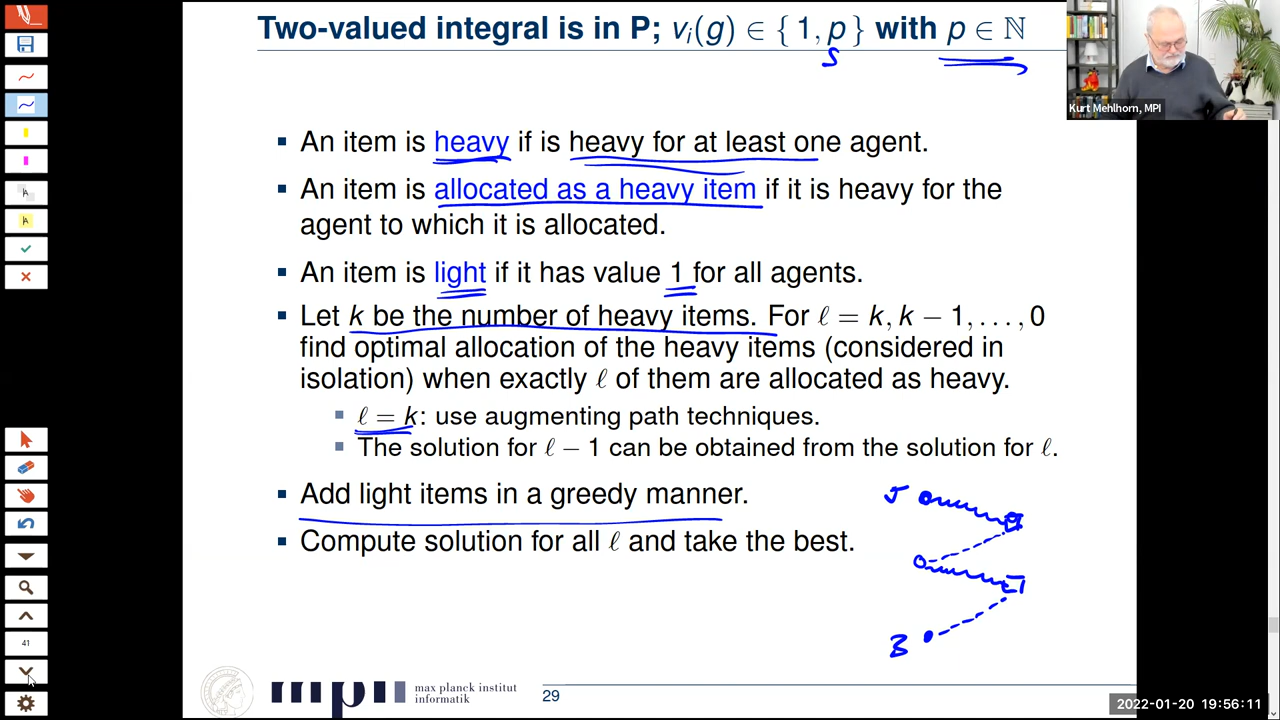 Two-valued integral is in P; vᵢ(g) ∈ { 1, p } with p ∈ ℕ
5
Kurt Mehlhorn, MPI
An item is heavy if is heavy for at least one agent.
An item is allocated as a heavy item if it is heavy for the
agent to which it is allocated.
An item is light if it has value 1 for all agents.
Let k be the number of heavy items. For ℓ = k, k − 1, . . . , 0
find optimal allocation of the heavy items (considered in
isolation) when exactly ℓ of them are allocated as heavy.
ℓ = k: use augmenting path techniques.
The solution for ℓ − 1 can be obtained from the solution for ℓ.
Add light items in a greedy manner.
Compute solution for all ℓ and take the best.
5
3
41
max planck institut
informatik
29
2022-01-20 19:56:11